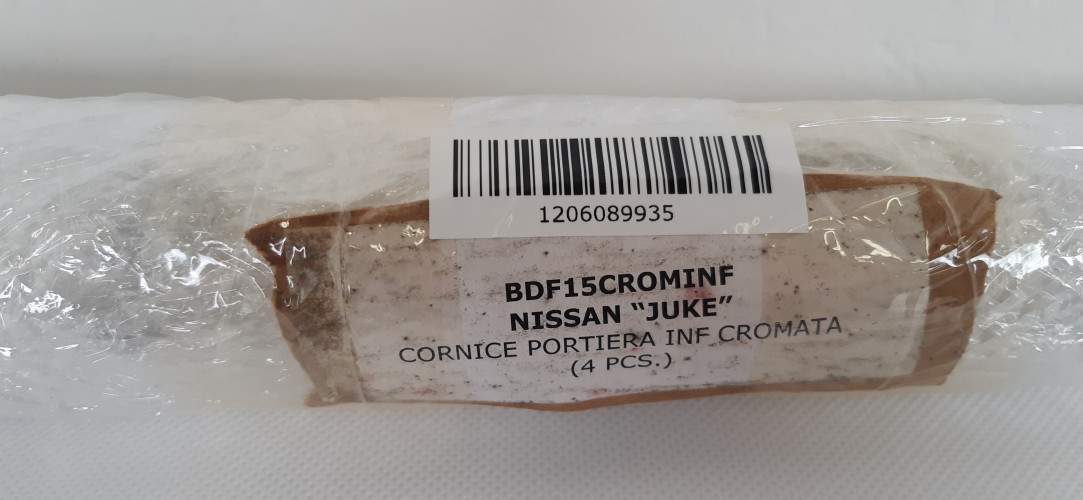 1206089935
BDF15CROMINF
NISSAN “JUKE”
CORNICE PORTIERA INF CROMATA
(4 PCS.)